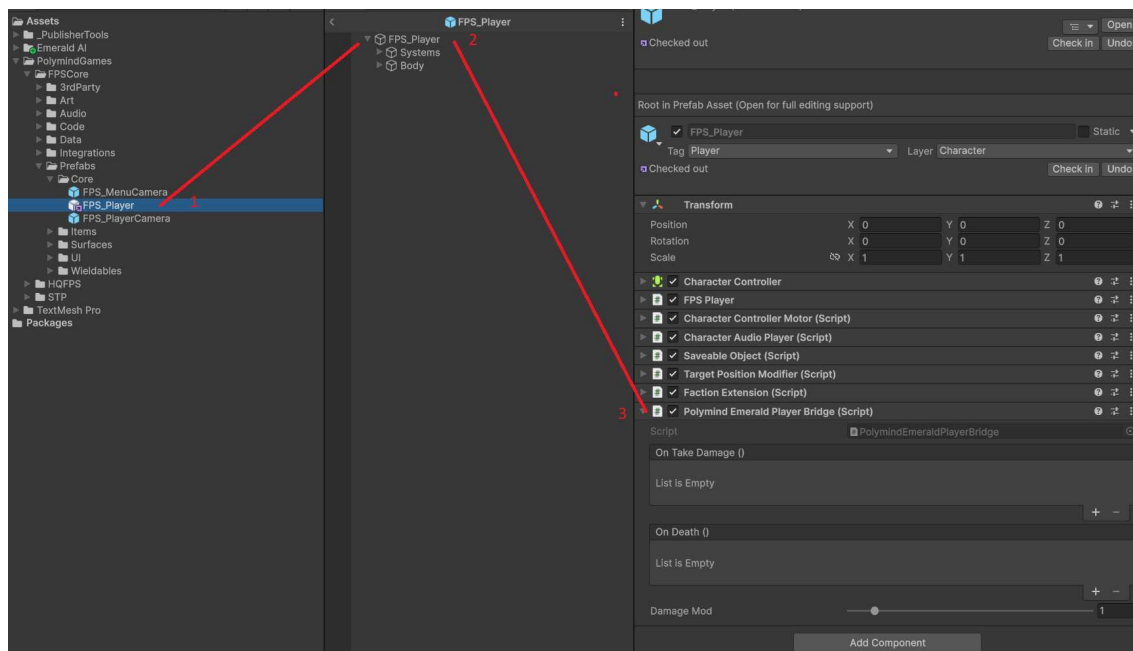 Assets
_PublisherTools
Emerald AI
PolymindGames
FPSCore
3rdParty
Art
Audio
Code
Data
Integrations
Prefabs
Core
FPS_MenuCamera
FPS_Player
1
FPS_PlayerCamera
Items
Surfaces
UI
Wieldables
HQFPS
STP
TextMesh Pro
Packages
FPS_Player
FPS_Player
2
Systems
Body
Open
Checked out
Check in Undo
Root in Prefab Asset (Open for full editing support)
FPS_Player
Static
Tag Player
Layer Character
Checked out
Check in Undo
Transform
Position X 0 Y 0 Z 0
Rotation X 0 Y 0 Z 0
Scale X 1 Y 1 Z 1
Character Controller
FPS Player
Character Controller Motor (Script)
Character Audio Player (Script)
Saveable Object (Script)
Target Position Modifier (Script)
Faction Extension (Script)
3
Polymind Emerald Player Bridge (Script)
Script PolymindEmeraldPlayerBridge
On Take Damage ()
List is Empty
+ −
On Death ()
List is Empty
+ −
Damage Mod 1
Add Component